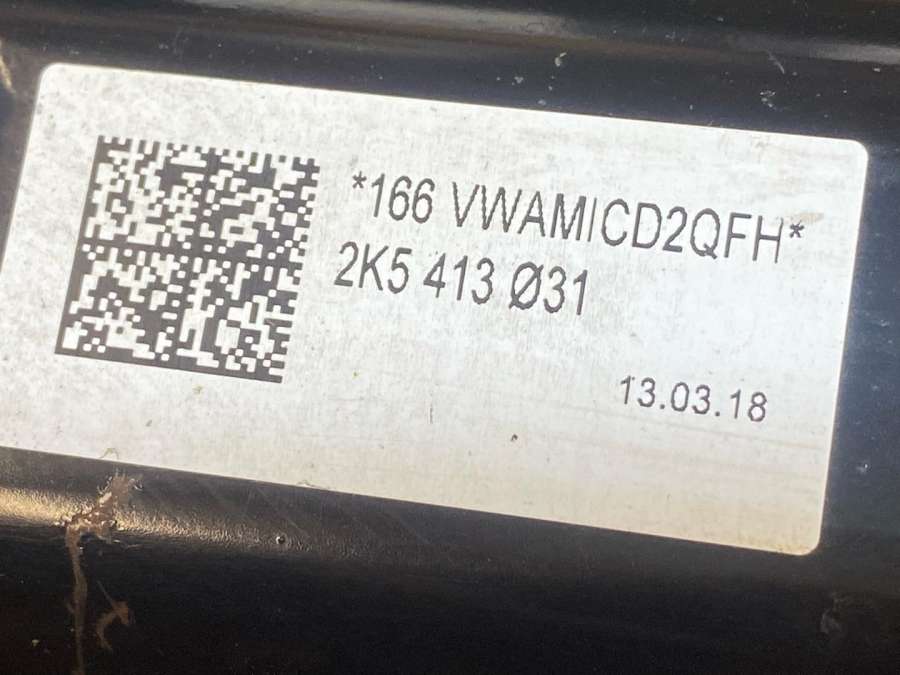 *166 VWAMICD2QFH*
2K5 413 Ø31
13.03.18